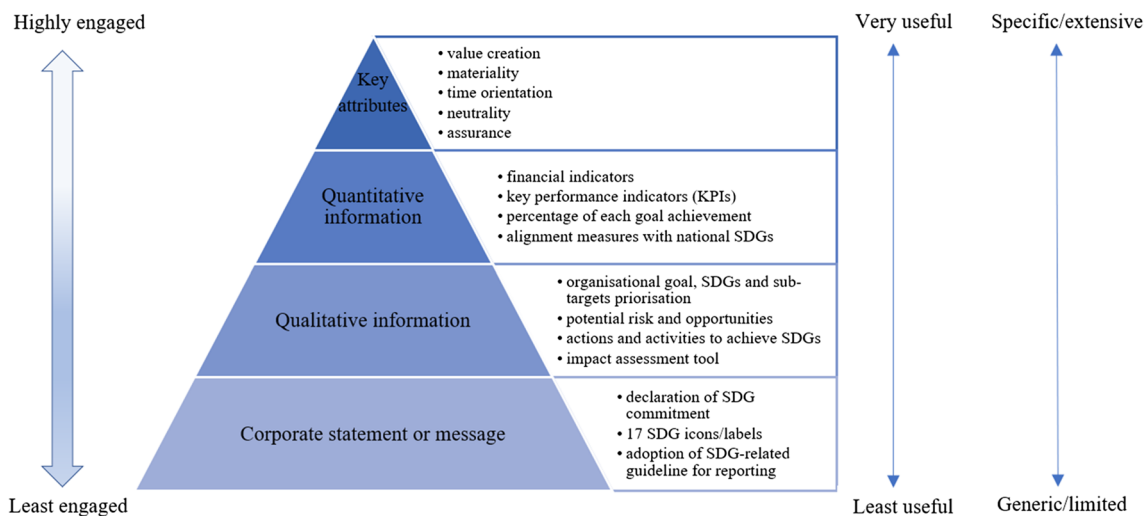 Highly engaged
Very useful
Specific/extensive
Key
attributes
• value creation
• materiality
• time orientation
• neutrality
• assurance
Quantitative
information
• financial indicators
• key performance indicators (KPIs)
• percentage of each goal achievement
• alignment measures with national SDGs
Qualitative information
• organisational goal, SDGs and sub-
targets priorisation
• potential risk and opportunities
• actions and activities to achieve SDGs
• impact assessment tool
Corporate statement or message
• declaration of SDG
commitment
• 17 SDG icons/labels
• adoption of SDG-related
guideline for reporting
Least engaged
Least useful
Generic/limited